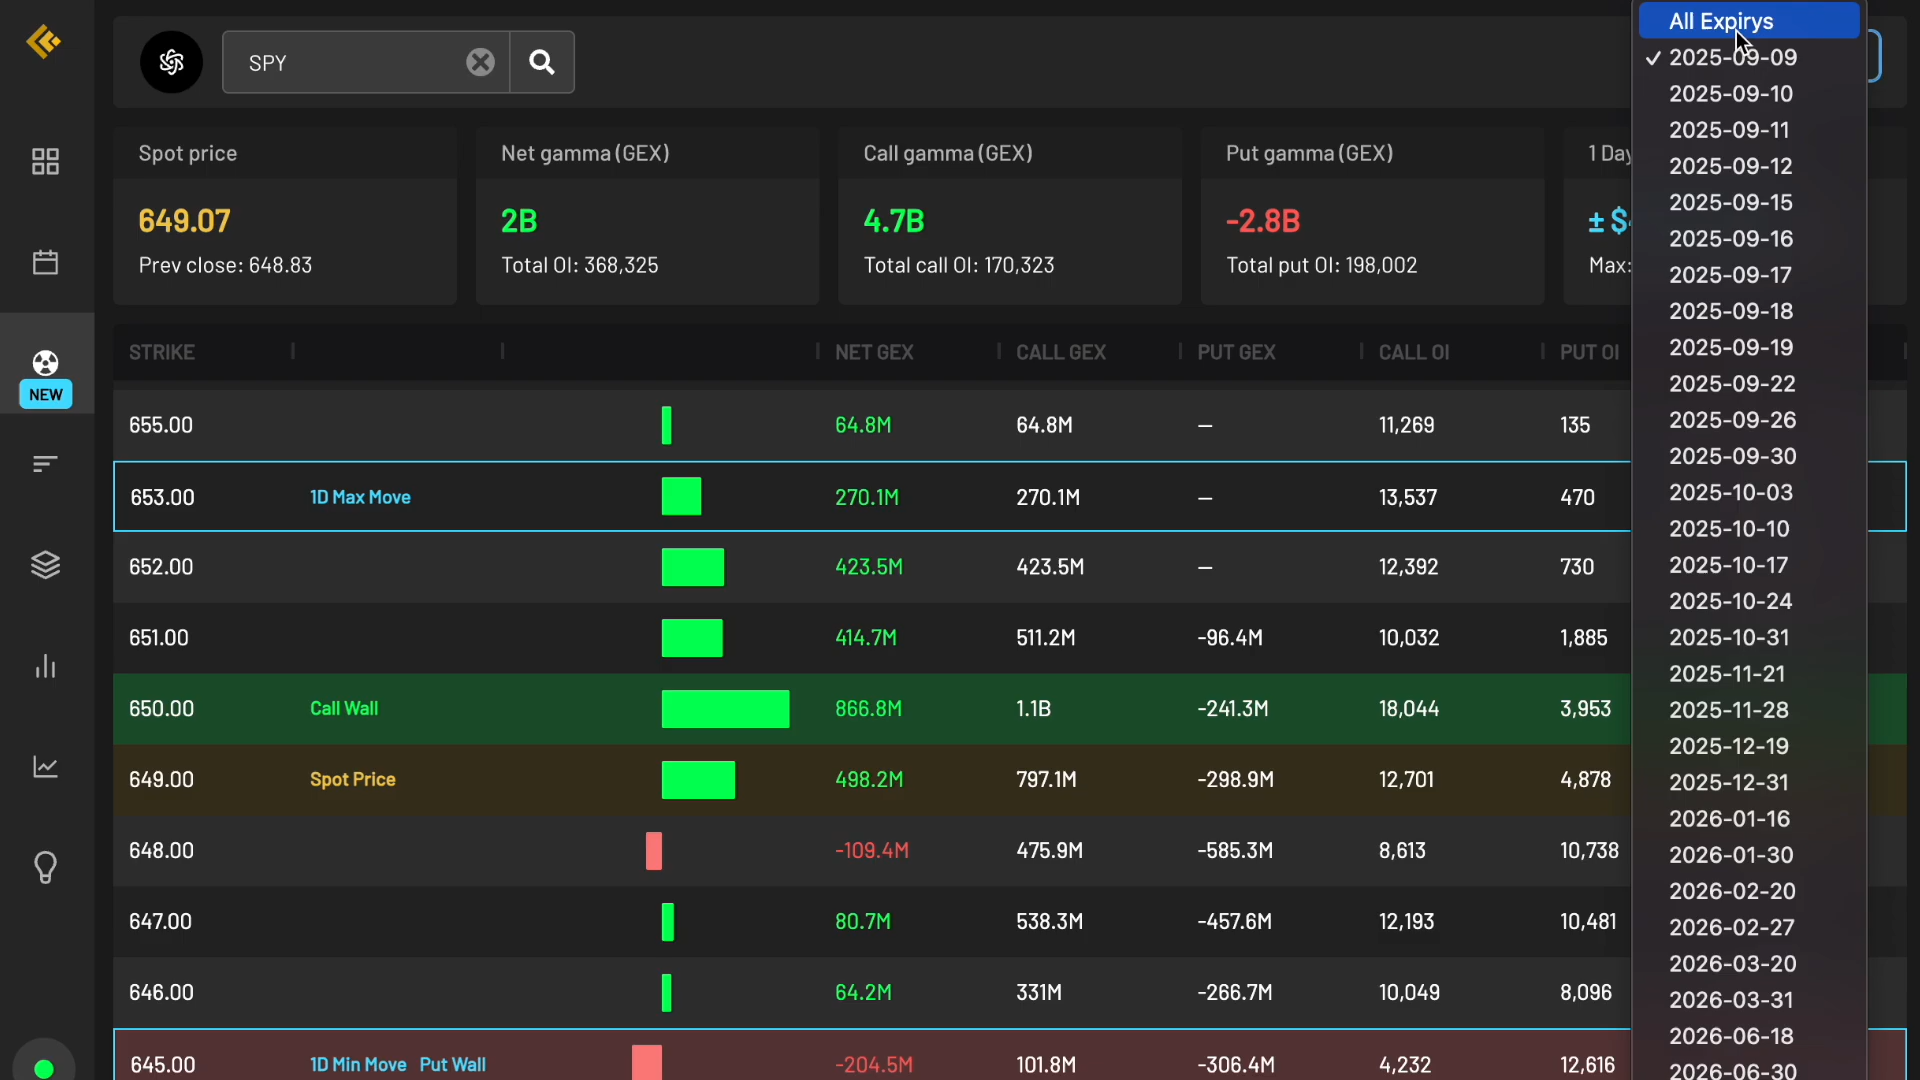 SPY
Spot price
649.07
Prev close: 648.83
Net gamma (GEX)
2B
Total OI: 368,325
Call gamma (GEX)
4.7B
Total call OI: 170,323
Put gamma (GEX)
-2.8B
Total put OI: 198,002
1 Day
± $
Max:
NEW
STRIKE NET GEX CALL GEX PUT GEX CALL OI PUT OI
655.00 64.8M 64.8M — 11,269 135
653.00 1D Max Move 270.1M 270.1M — 13,537 470
652.00 423.5M 423.5M — 12,392 730
651.00 414.7M 511.2M -96.4M 10,032 1,885
650.00 Call Wall 866.8M 1.1B -241.3M 18,044 3,953
649.00 Spot Price 498.2M 797.1M -298.9M 12,701 4,878
648.00 -109.4M 475.9M -585.3M 8,613 10,738
647.00 80.7M 538.3M -457.6M 12,193 10,481
646.00 64.2M 331M -266.7M 10,049 8,096
645.00 1D Min Move Put Wall -204.5M 101.8M -306.4M 4,232 12,616
All Expirys
✓ 2025-09-09
2025-09-10
2025-09-11
2025-09-12
2025-09-15
2025-09-16
2025-09-17
2025-09-18
2025-09-19
2025-09-22
2025-09-26
2025-09-30
2025-10-03
2025-10-10
2025-10-17
2025-10-24
2025-10-31
2025-11-21
2025-11-28
2025-12-19
2025-12-31
2026-01-16
2026-01-30
2026-02-20
2026-02-27
2026-03-20
2026-03-31
2026-06-18
2026-06-30